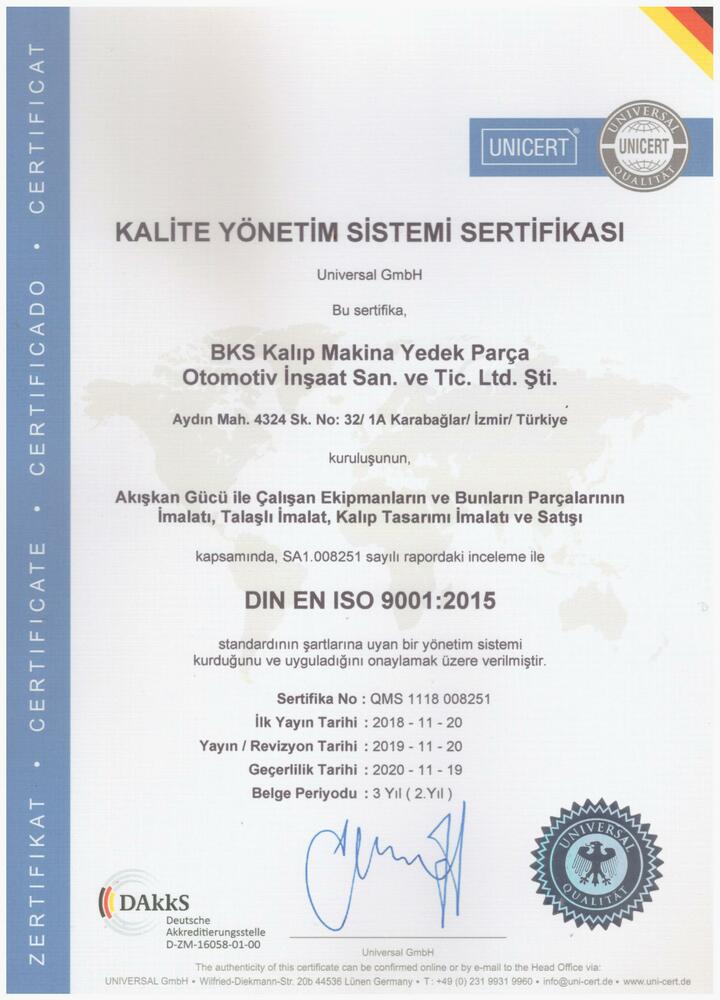 UNICERT®
UNIVERSAL
UNICERT
QUALITÄT
KALİTE YÖNETİM SİSTEMİ SERTİFİKASI
Universal GmbH
Bu sertifika,
BKS Kalıp Makina Yedek Parça
Otomotiv İnşaat San. ve Tic. Ltd. Şti.
Aydın Mah. 4324 Sk. No: 32/ 1A Karabağlar/ İzmir/ Türkiye
kuruluşunun,
Akışkan Gücü ile Çalışan Ekipmanların ve Bunların Parçalarının
İmalatı, Talaşlı İmalat, Kalıp Tasarımı İmalatı ve Satışı
kapsamında, SA1.008251 sayılı rapordaki inceleme ile
DIN EN ISO 9001:2015
standardının şartlarına uyan bir yönetim sistemi
kurduğunu ve uyguladığını onaylamak üzere verilmiştir.
Sertifika No : QMS 1118 008251
İlk Yayın Tarihi : 2018 - 11 - 20
Yayın / Revizyon Tarihi : 2019 - 11 - 20
Geçerlilik Tarihi : 2020 - 11 - 19
Belge Periyodu : 3 Yıl ( 2.Yıl )
UNIVERSAL
QUALITÄT
DAkkS
Deutsche
Akkreditierungsstelle
D-ZM-16058-01-00
Universal GmbH
The authenticity of this certificate can be confirmed online or by e-mail to the Head Office via:
UNIVERSAL GmbH • Wilfried-Diekmann-Str. 20b 44536 Lünen Germany • T : +49 (0) 231 9931 9960 • info@uni-cert.de • www.uni-cert.de
ZERTIFIKAT • CERTIFICATE • CERTIFICADO • CERTIFICAT